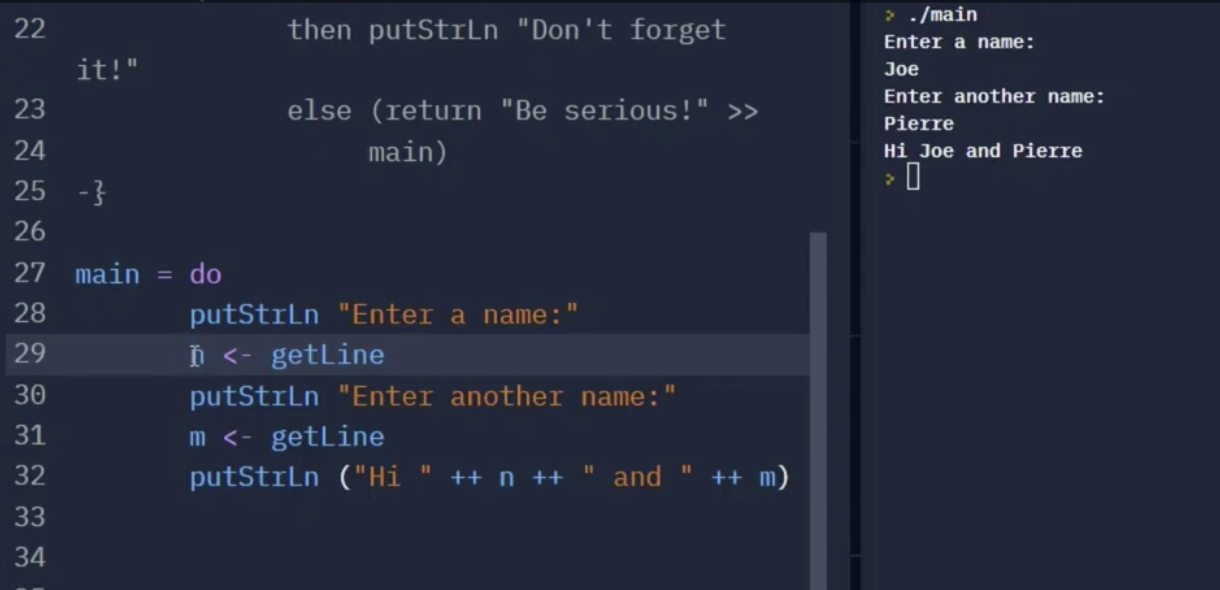 22 then putStrLn "Don't forget
it!"
23 else (return "Be serious!" >>
24 main)
25 -}
26
27 main = do
28 putStrLn "Enter a name:"
29 n <- getLine
30 putStrLn "Enter another name:"
31 m <- getLine
32 putStrLn ("Hi " ++ n ++ " and " ++ m)
33
34
> ./main
Enter a name:
Joe
Enter another name:
Pierre
Hi Joe and Pierre
>